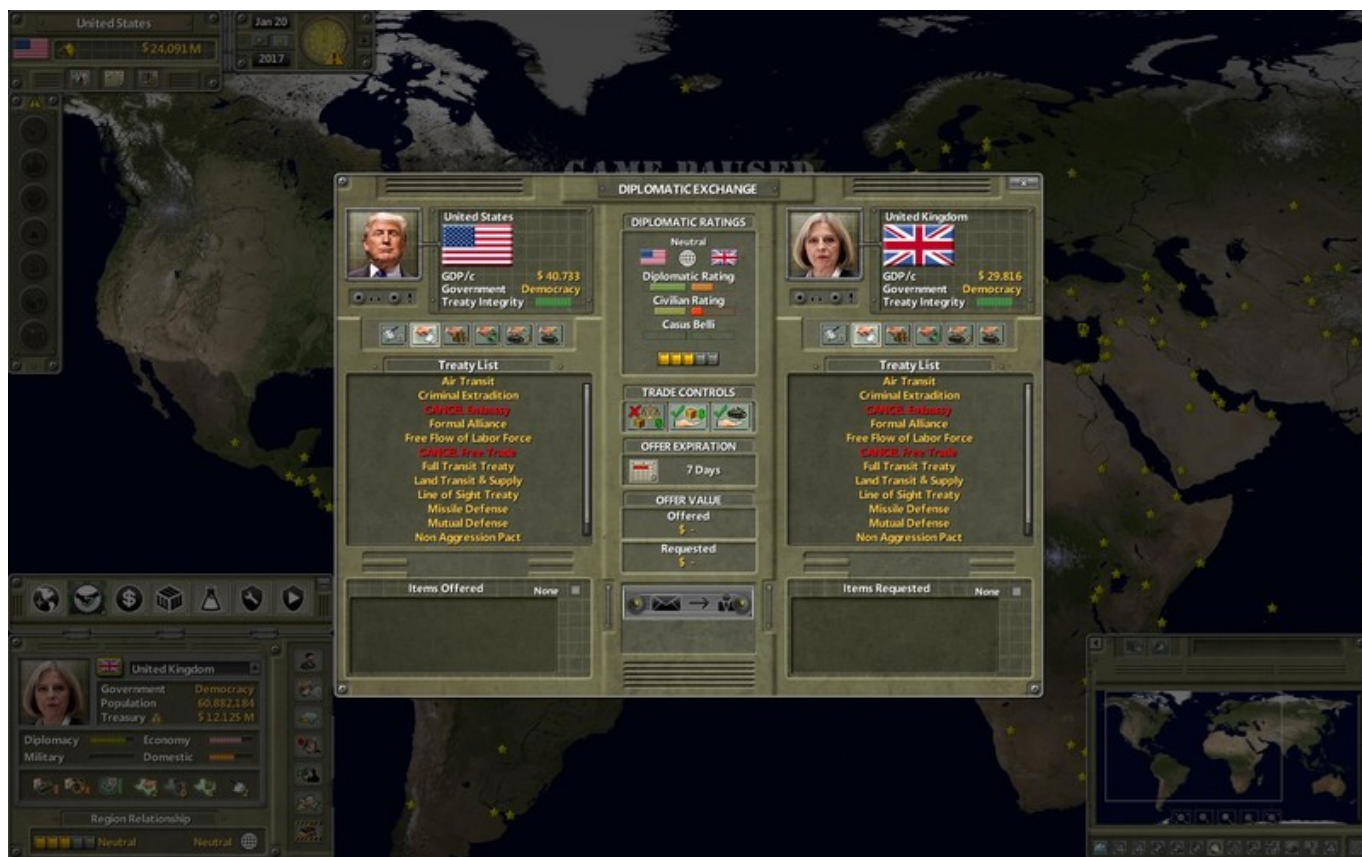 United States
$ 24,091 M
Jan 20
2017
GAME PAUSED
DIPLOMATIC EXCHANGE
United States
GDP/c $ 40.733
Government Democracy
Treaty Integrity
Treaty List
Air Transit
Criminal Extradition
CANCEL Embassy
Formal Alliance
Free Flow of Labor Force
CANCEL Free Trade
Full Transit Treaty
Land Transit & Supply
Line of Sight Treaty
Missile Defense
Mutual Defense
Non Aggression Pact
Items Offered None
DIPLOMATIC RATINGS
Neutral
Diplomatic Rating
Civilian Rating
Casus Belli
TRADE CONTROLS
OFFER EXPIRATION
7 Days
OFFER VALUE
Offered
$ -
Requested
$ -
United Kingdom
GDP/c $ 29.816
Government Democracy
Treaty Integrity
Treaty List
Air Transit
Criminal Extradition
CANCEL Embassy
Formal Alliance
Free Flow of Labor Force
CANCEL Free Trade
Full Transit Treaty
Land Transit & Supply
Line of Sight Treaty
Missile Defense
Mutual Defense
Non Aggression Pact
Items Requested None
United Kingdom
Government Democracy
Population 60,882,184
Treasury $ 12.125 M
Diplomacy Economy
Military Domestic
Region Relationship
Neutral Neutral